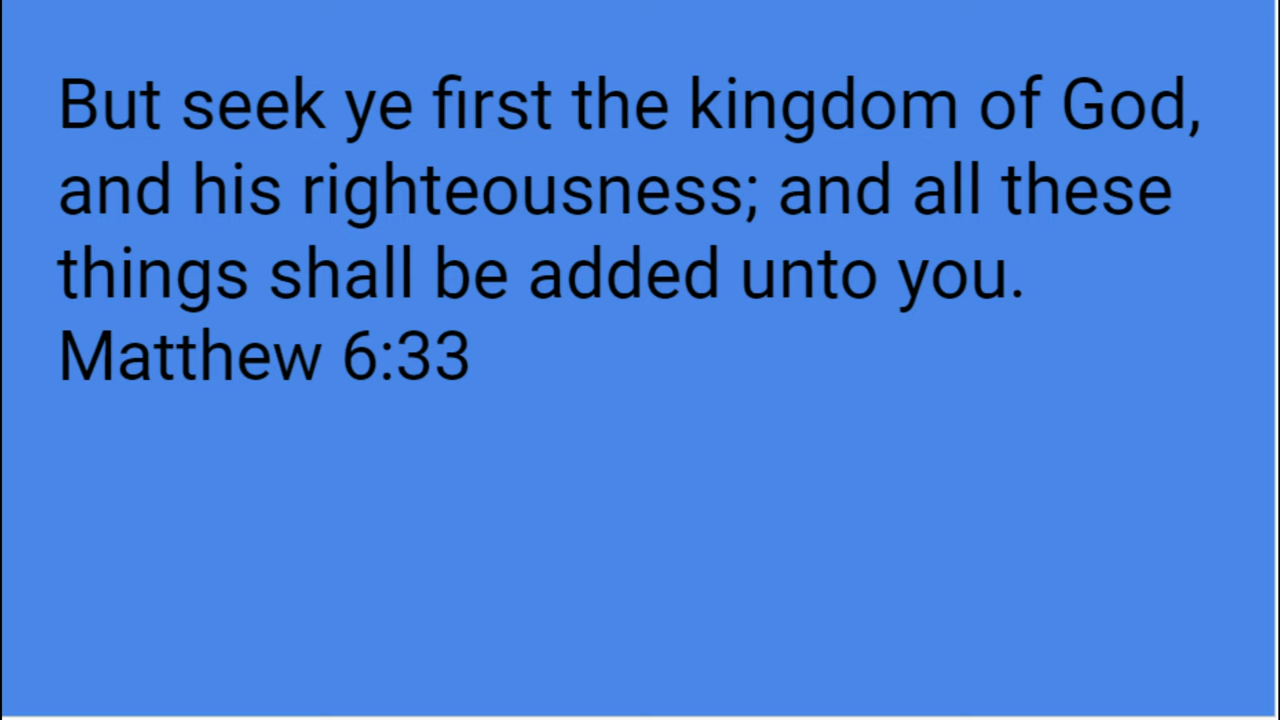 But seek ye first the kingdom of God,
and his righteousness; and all these
things shall be added unto you.
Matthew 6:33